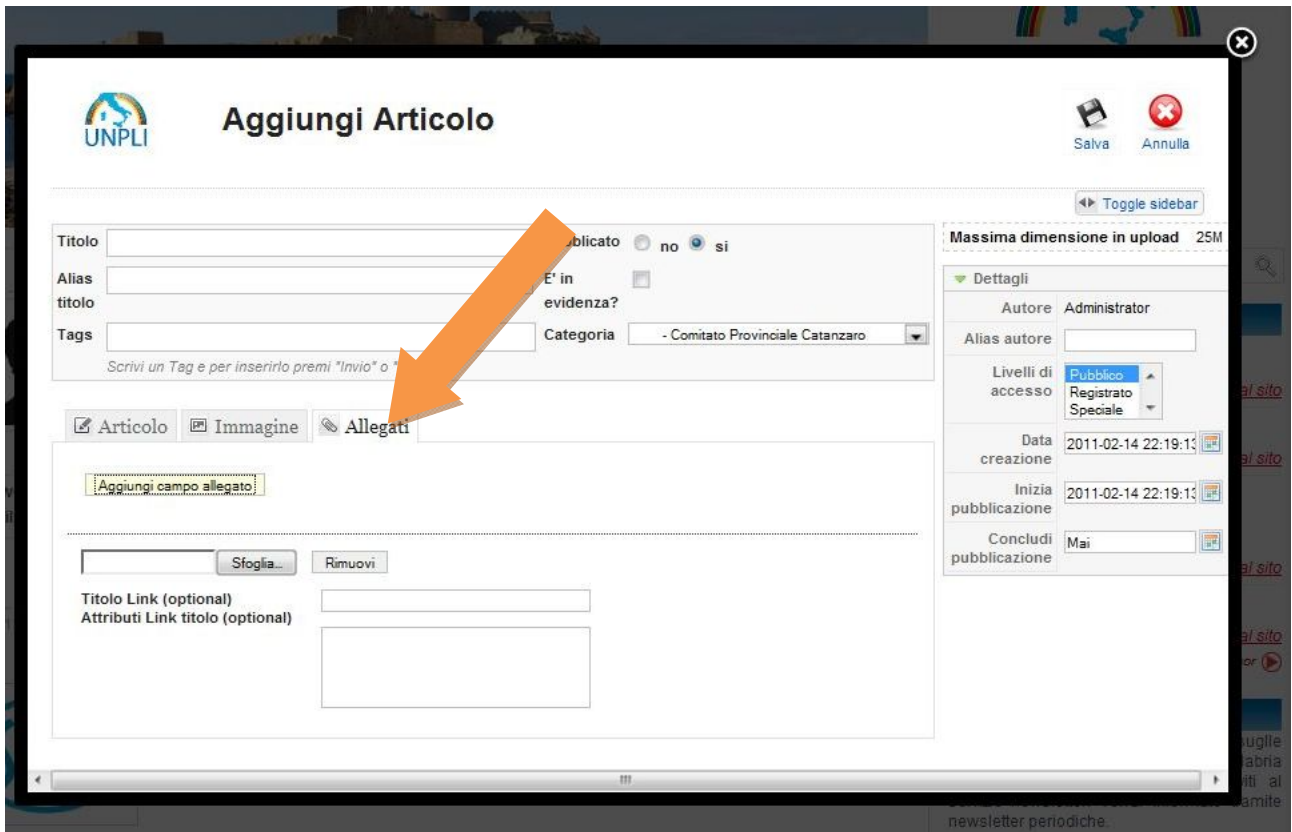 UNPLI
Aggiungi Articolo
Salva
Annulla
Toggle sidebar
Titolo
no
si
Alias
titolo
E' in
evidenza?
Tags
Categoria
- Comitato Provinciale Catanzaro
Scrivi un Tag e per inserirlo premi "Invio" o "
Articolo
Immagine
Allegati
Aggiungi campo allegato
Sfoglia...
Rimuovi
Titolo Link (optional)
Attributi Link titolo (optional)
Massima dimensione in upload 25M
Dettagli
Autore Administrator
Alias autore
Livelli di
accesso
Pubblico
Registrato
Speciale
Data
creazione
2011-02-14 22:19:13
Inizia
pubblicazione
2011-02-14 22:19:13
Concludi
pubblicazione
Mai
al sito
al sito
al sito
al sito
newsletter periodiche.